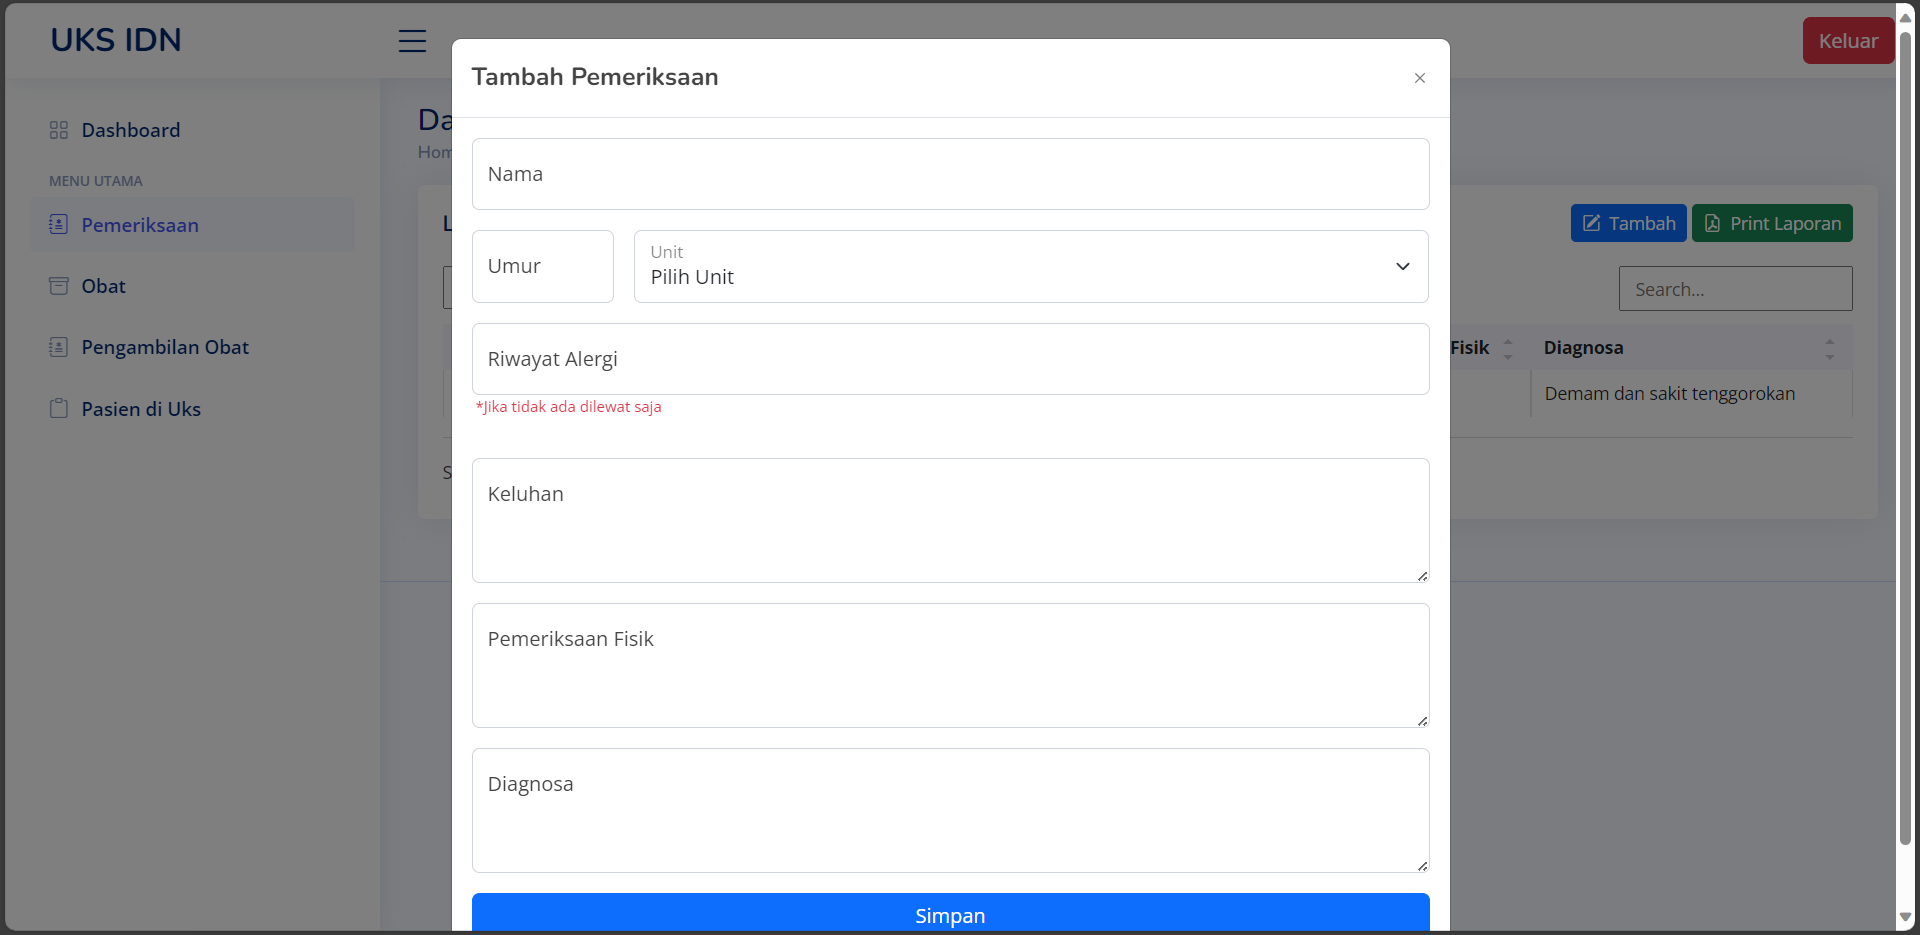 UKS IDN
Keluar
Dashboard
MENU UTAMA
Pemeriksaan
Obat
Pengambilan Obat
Pasien di Uks
Tambah Pemeriksaan
×
Nama
Umur
Unit
Pilih Unit
Riwayat Alergi
*Jika tidak ada dilewat saja
Keluhan
Pemeriksaan Fisik
Diagnosa
Simpan
Tambah
Print Laporan
Search...
Fisik
Diagnosa
Demam dan sakit tenggorokan